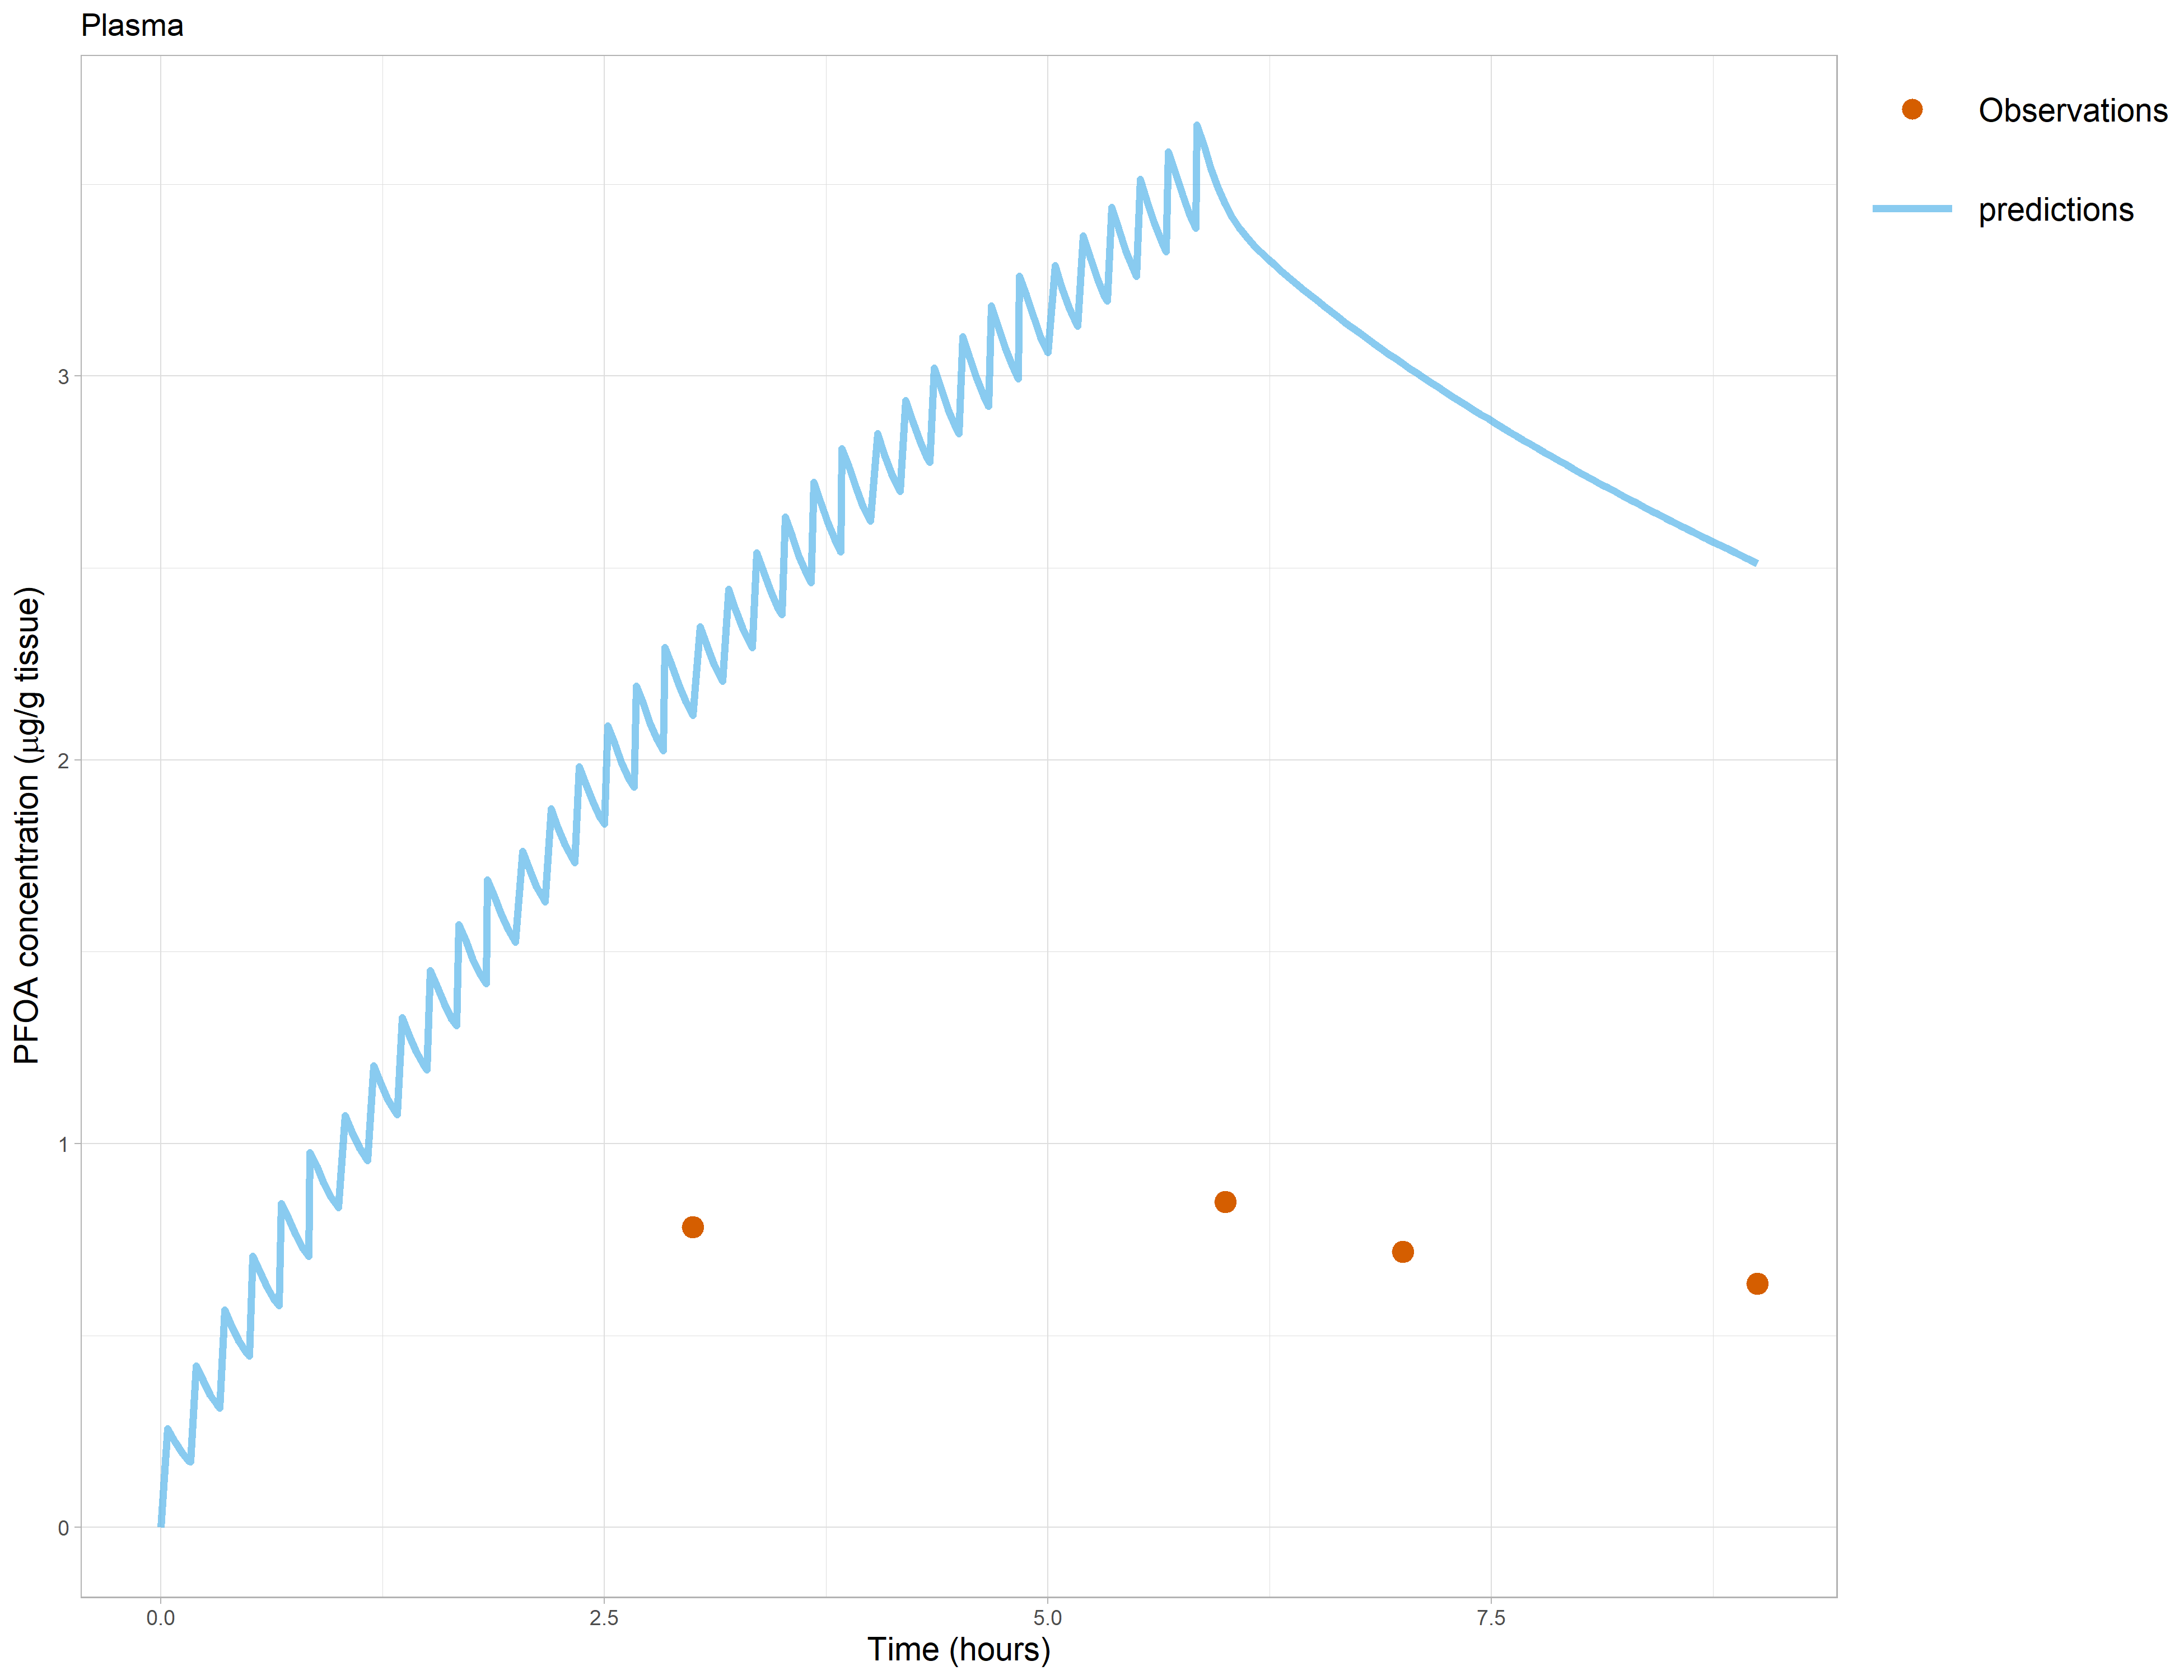 Plasma
Observations
predictions
PFOA concentration (μg/g tissue)
3
2
1
0
0.0
2.5
5.0
7.5
Time (hours)